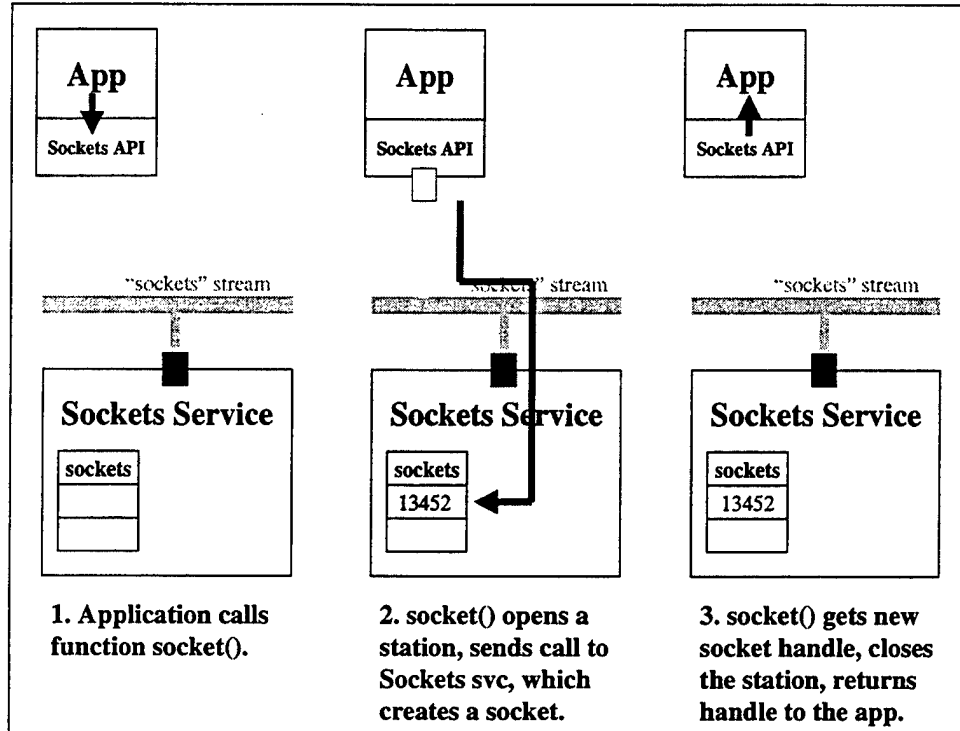 App
Sockets API
"sockets" stream
Sockets Service
sockets
1. Application calls
function socket().
App
Sockets API
"sockets" stream
Sockets Service
sockets
13452
2. socket() opens a
station, sends call to
Sockets svc, which
creates a socket.
App
Sockets API
"sockets" stream
Sockets Service
sockets
13452
3. socket() gets new
socket handle, closes
the station, returns
handle to the app.